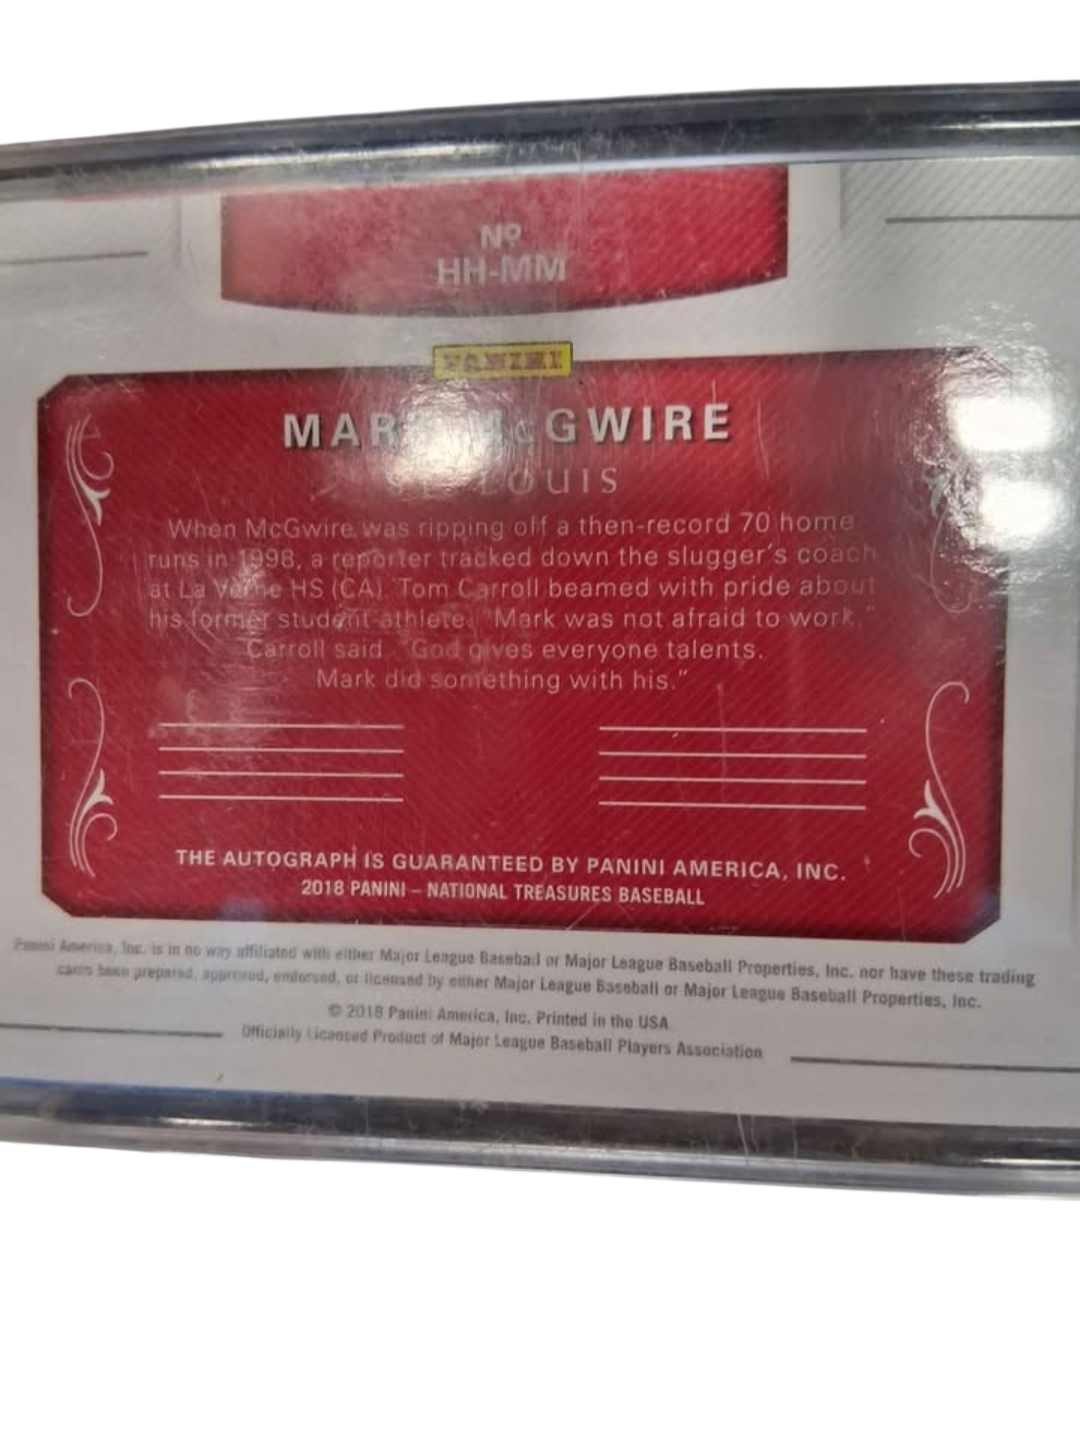 Nº
HH-MM
PANINI
MARK McGWIRE
ST. LOUIS
When McGwire was ripping off a then-record 70 home
runs in 1998, a reporter tracked down the slugger's coach
at La Verne HS (CA). Tom Carroll beamed with pride about
his former student-athlete. "Mark was not afraid to work,"
Carroll said. "God gives everyone talents.
Mark did something with his."
THE AUTOGRAPH IS GUARANTEED BY PANINI AMERICA, INC.
2018 PANINI – NATIONAL TREASURES BASEBALL
Panini America, Inc. is in no way affiliated with either Major League Baseball or Major League Baseball Properties, Inc. nor have these trading
cards been prepared, approved, endorsed, or licensed by either Major League Baseball or Major League Baseball Properties, Inc.
© 2018 Panini America, Inc. Printed in the USA
Officially Licensed Product of Major League Baseball Players Association